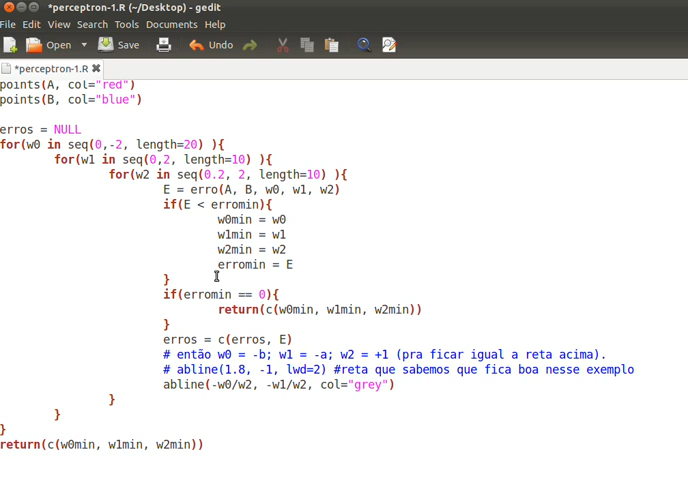 *perceptron-1.R (~/Desktop) - gedit
File Edit View Search Tools Documents Help
Open Save Undo
*perceptron-1.R
points(A, col="red")
points(B, col="blue")
erros = NULL
for(w0 in seq(0,-2, length=20) ){
for(w1 in seq(0,2, length=10) ){
for(w2 in seq(0.2, 2, length=10) ){
E = erro(A, B, w0, w1, w2)
if(E < erromin){
w0min = w0
w1min = w1
w2min = w2
erromin = E
}
if(erromin == 0){
return(c(w0min, w1min, w2min))
}
erros = c(erros, E)
# então w0 = -b; w1 = -a; w2 = +1 (pra ficar igual a reta acima).
# abline(1.8, -1, lwd=2) #reta que sabemos que fica boa nesse exemplo
abline(-w0/w2, -w1/w2, col="grey")
}
}
}
return(c(w0min, w1min, w2min))